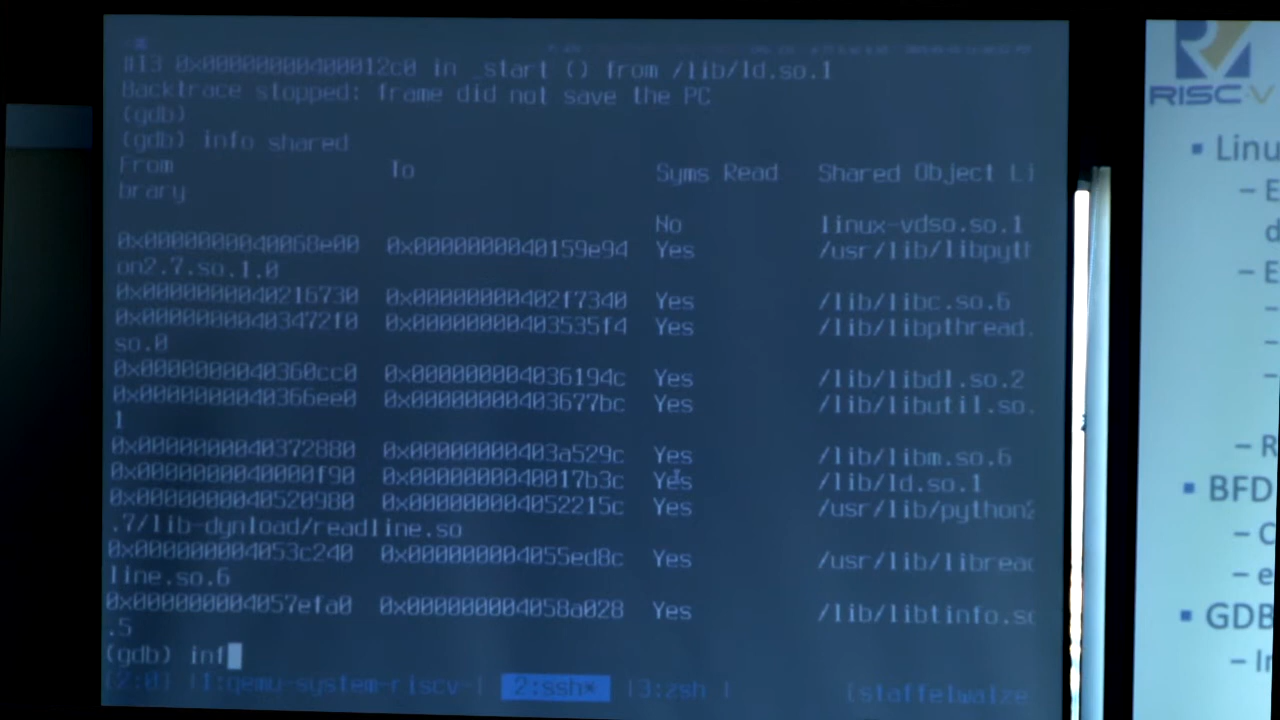 #13 0x00000000400012c0 in _start () from /lib/ld.so.1
Backtrace stopped: frame did not save the PC
(gdb)
(gdb) info shared
From To Syms Read Shared Object Li
brary
No linux-vdso.so.1
0x0000000040068e00 0x0000000040159e94 Yes /usr/lib/libpyth
on2.7.so.1.0
0x0000000040216730 0x00000000402f7340 Yes /lib/libc.so.6
0x00000000403472f0 0x00000000403535f4 Yes /lib/libpthread.
so.0
0x0000000040360cc0 0x000000004036194c Yes /lib/libdl.so.2
0x0000000040366ee0 0x00000000403677bc Yes /lib/libutil.so.
1
0x0000000040372880 0x00000000403a529c Yes /lib/libm.so.6
0x0000000040000f90 0x0000000040017b3c Yes /lib/ld.so.1
0x0000000040520980 0x000000004052215c Yes /usr/lib/python2
.7/lib-dynload/readline.so
0x000000004053c240 0x000000004055ed8c Yes /usr/lib/libread
line.so.6
0x000000004057efa0 0x000000004058a028 Yes /lib/libtinfo.so
.5
(gdb) inf
[2:0] |1:qemu-system-riscv-| 2:ssh* |3:zsh | [staffelwalze
RISC-V
▪ Linu
– E
d
– E
–
–
–
– R
▪ BFD
– C
e
▪ GDB
– In